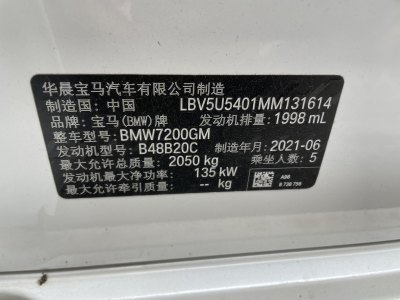 华晨宝马汽车有限公司制造
制造国：中国 LBV5U5401MM131614
品牌：宝马(BMW)牌 发动机排量：1998 mL
整车型号：BMW7200GM
发动机型号：B48B20C 制造年月：2021-06
最大允许总质量：2050 kg 乘坐人数：5
最大净功率：135 kW
最大允许牵引质量：-- kg
A96